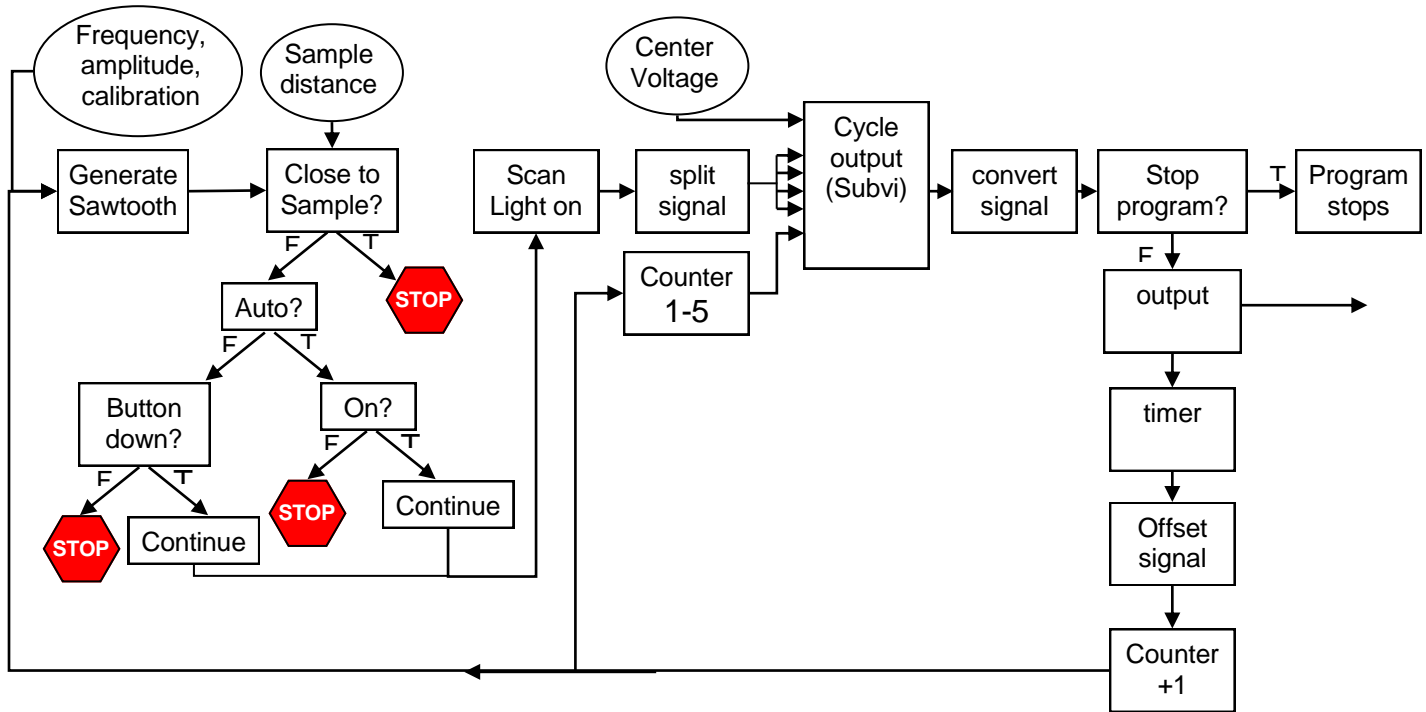 Frequency,
amplitude,
calibration
Sample
distance
Center
Voltage
Generate
Sawtooth
Close to
Sample?
Scan
Light on
split
signal
Cycle
output
(Subvi)
convert
signal
Stop
program?
T
Program
stops
F
T
STOP
Auto?
Counter
1-5
F
output
F
T
Button
down?
On?
timer
F
T
F
T
STOP
Continue
STOP
Continue
Offset
signal
Counter
+1